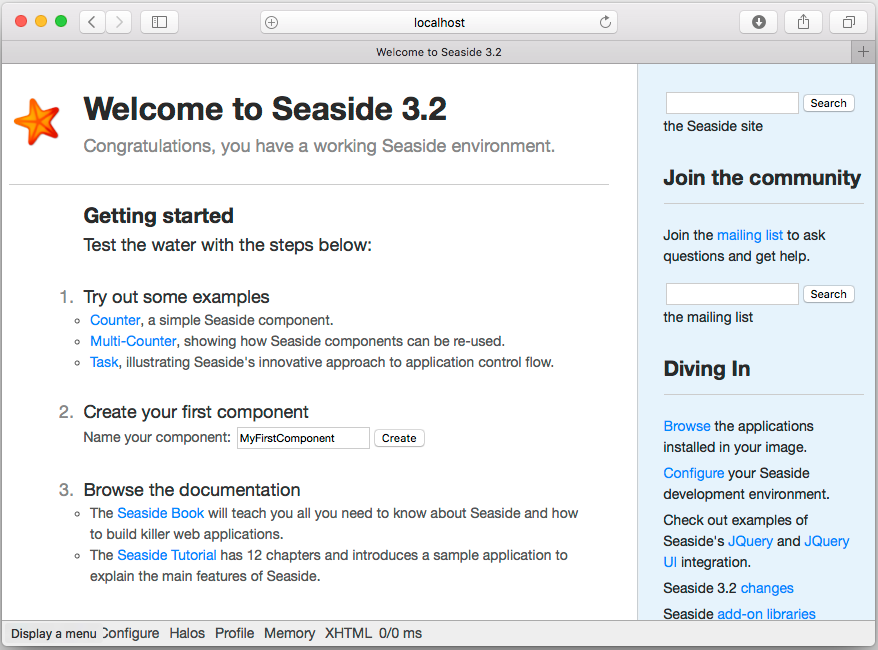 localhost
Welcome to Seaside 3.2
Welcome to Seaside 3.2
Congratulations, you have a working Seaside environment.
Getting started
Test the water with the steps below:
1. Try out some examples
Counter, a simple Seaside component.
Multi-Counter, showing how Seaside components can be re-used.
Task, illustrating Seaside's innovative approach to application control flow.
2. Create your first component
Name your component: MyFirstComponent Create
3. Browse the documentation
The Seaside Book will teach you all you need to know about Seaside and how
to build killer web applications.
The Seaside Tutorial has 12 chapters and introduces a sample application to
explain the main features of Seaside.
Search
the Seaside site
Join the community
Join the mailing list to ask
questions and get help.
Search
the mailing list
Diving In
Browse the applications
installed in your image.
Configure your Seaside
development environment.
Check out examples of
Seaside's JQuery and JQuery
UI integration.
Seaside 3.2 changes
Seaside add-on libraries
Display a menu Configure Halos Profile Memory XHTML 0/0 ms